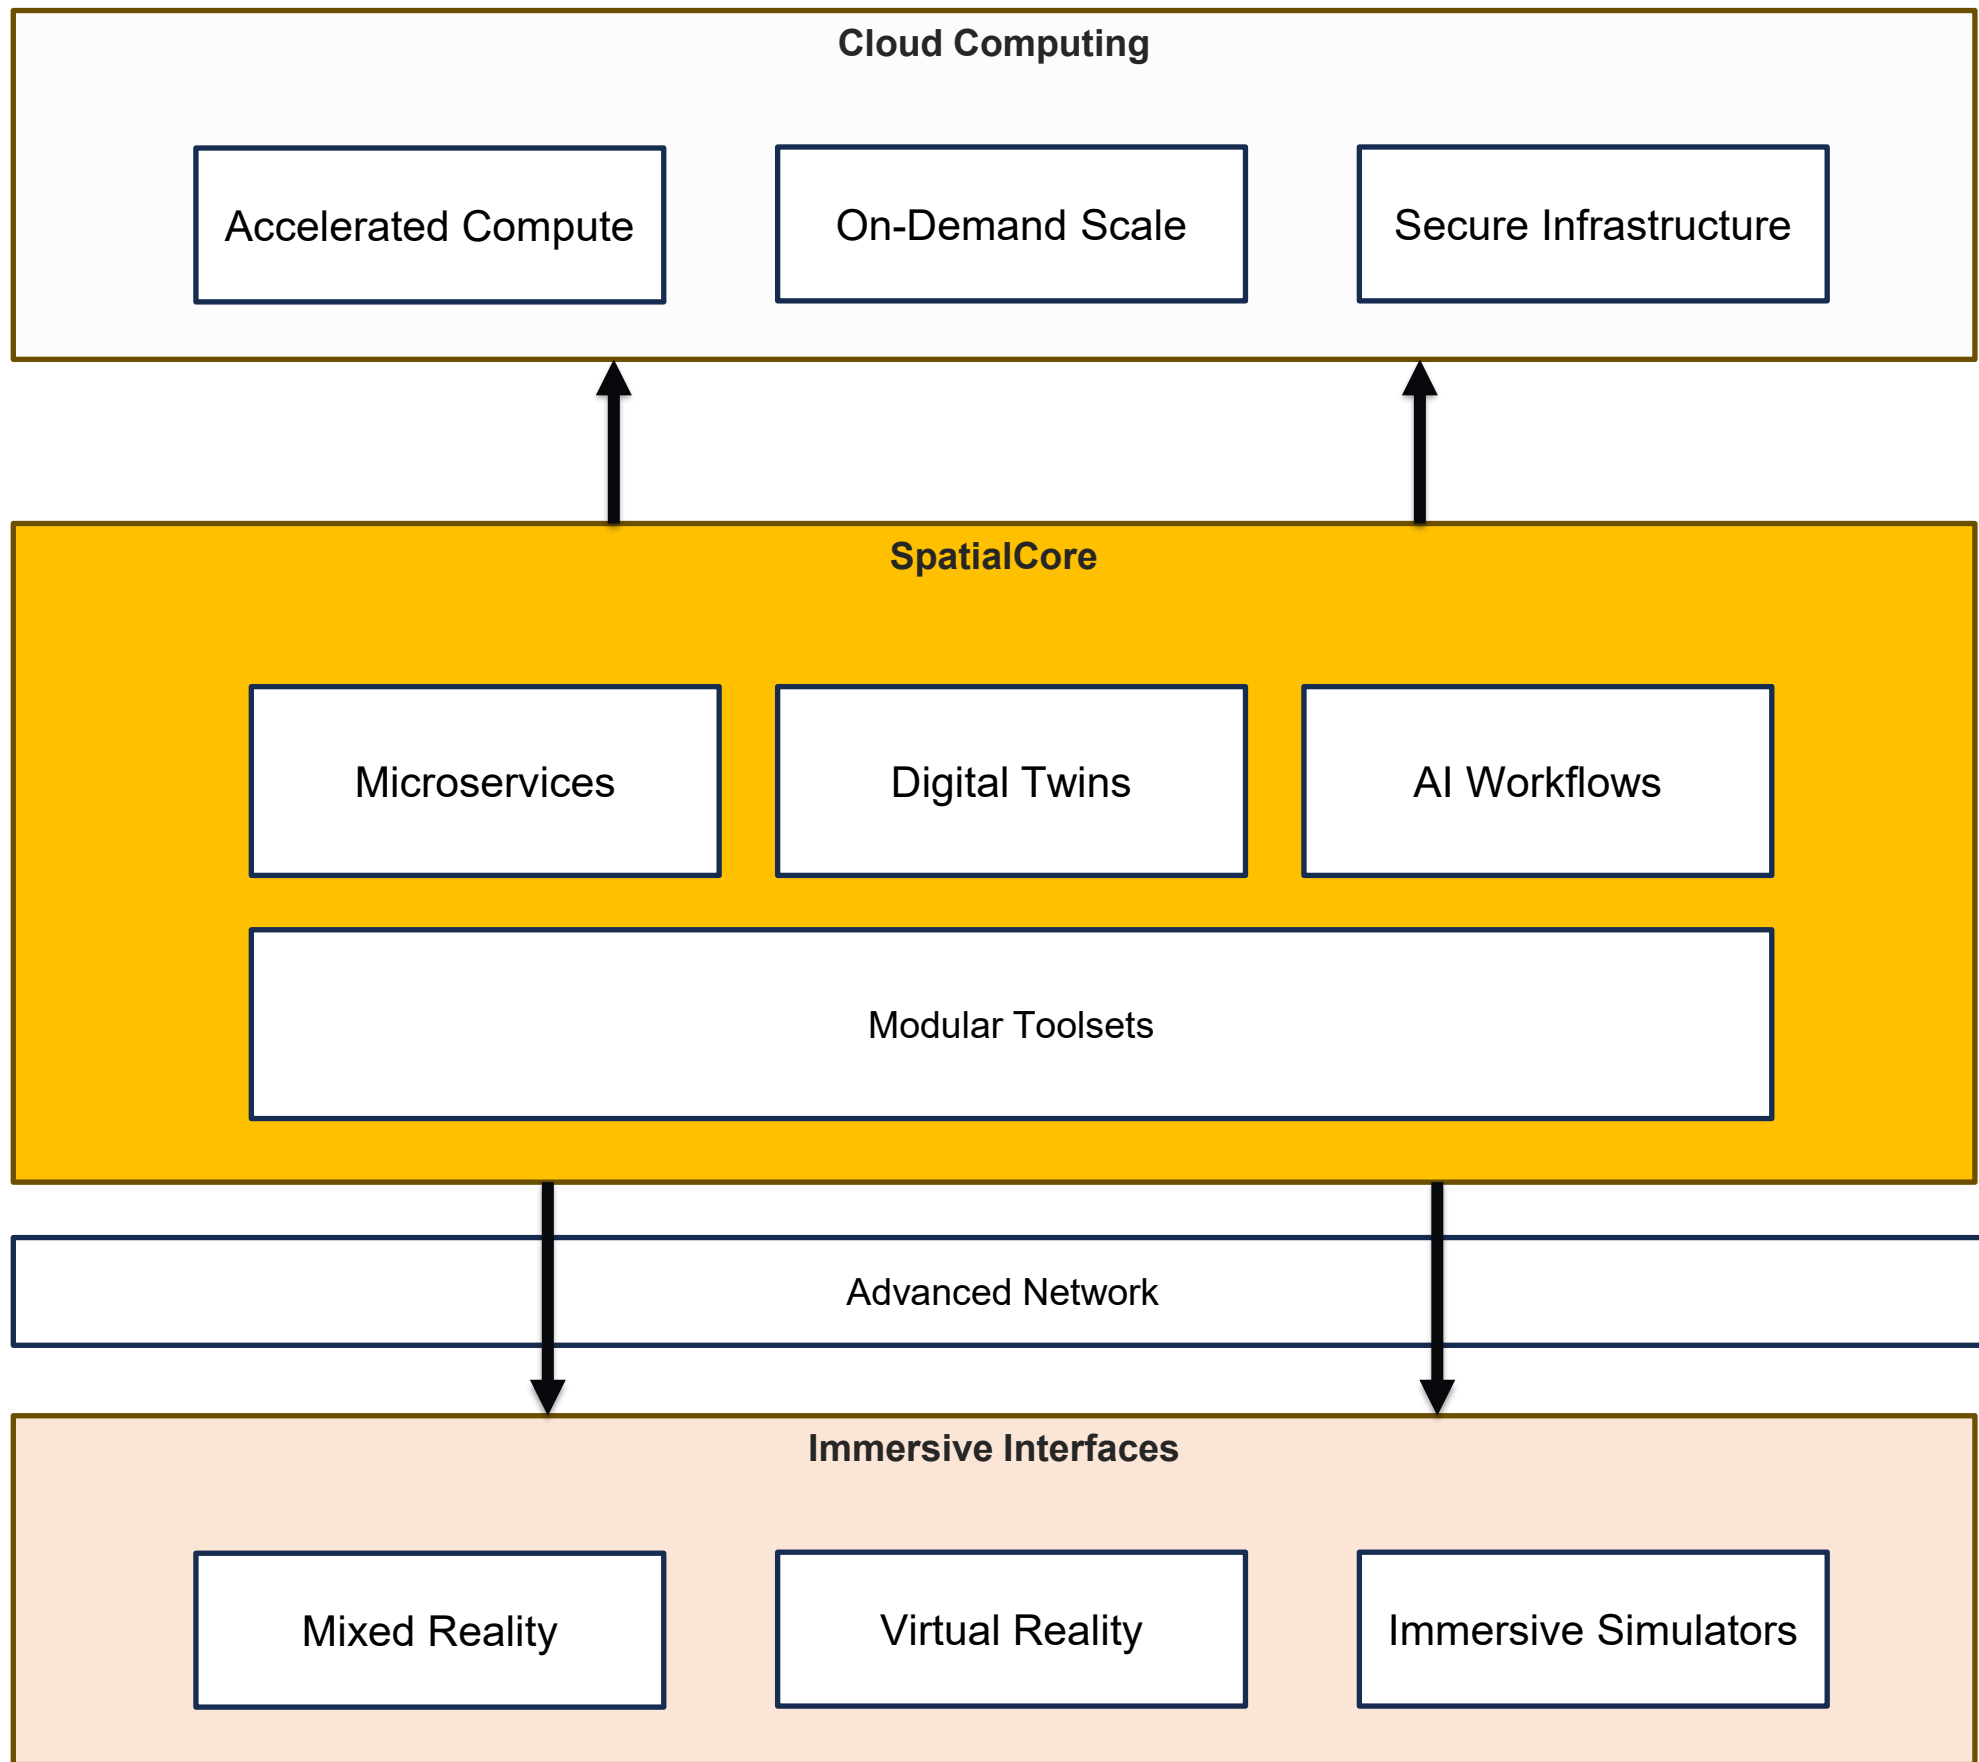 Cloud Computing
Accelerated Compute
On-Demand Scale
Secure Infrastructure
SpatialCore
Microservices
Digital Twins
AI Workflows
Modular Toolsets
Advanced Network
Immersive Interfaces
Mixed Reality
Virtual Reality
Immersive Simulators